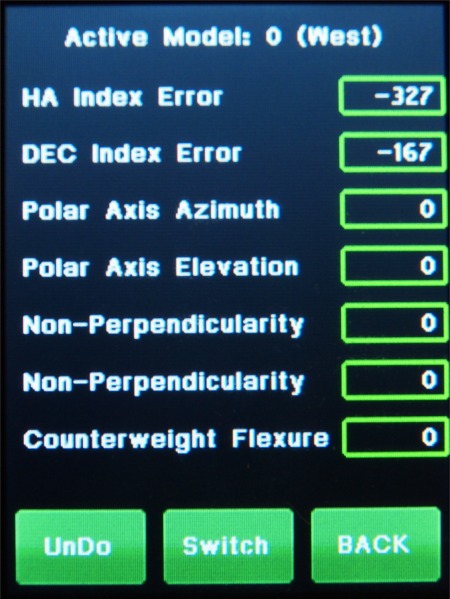 Active Model: 0 (West)
HA Index Error -327
DEC Index Error -167
Polar Axis Azimuth 0
Polar Axis Elevation 0
Non-Perpendicularity 0
Non-Perpendicularity 0
Counterweight Flexure 0
UnDo Switch BACK